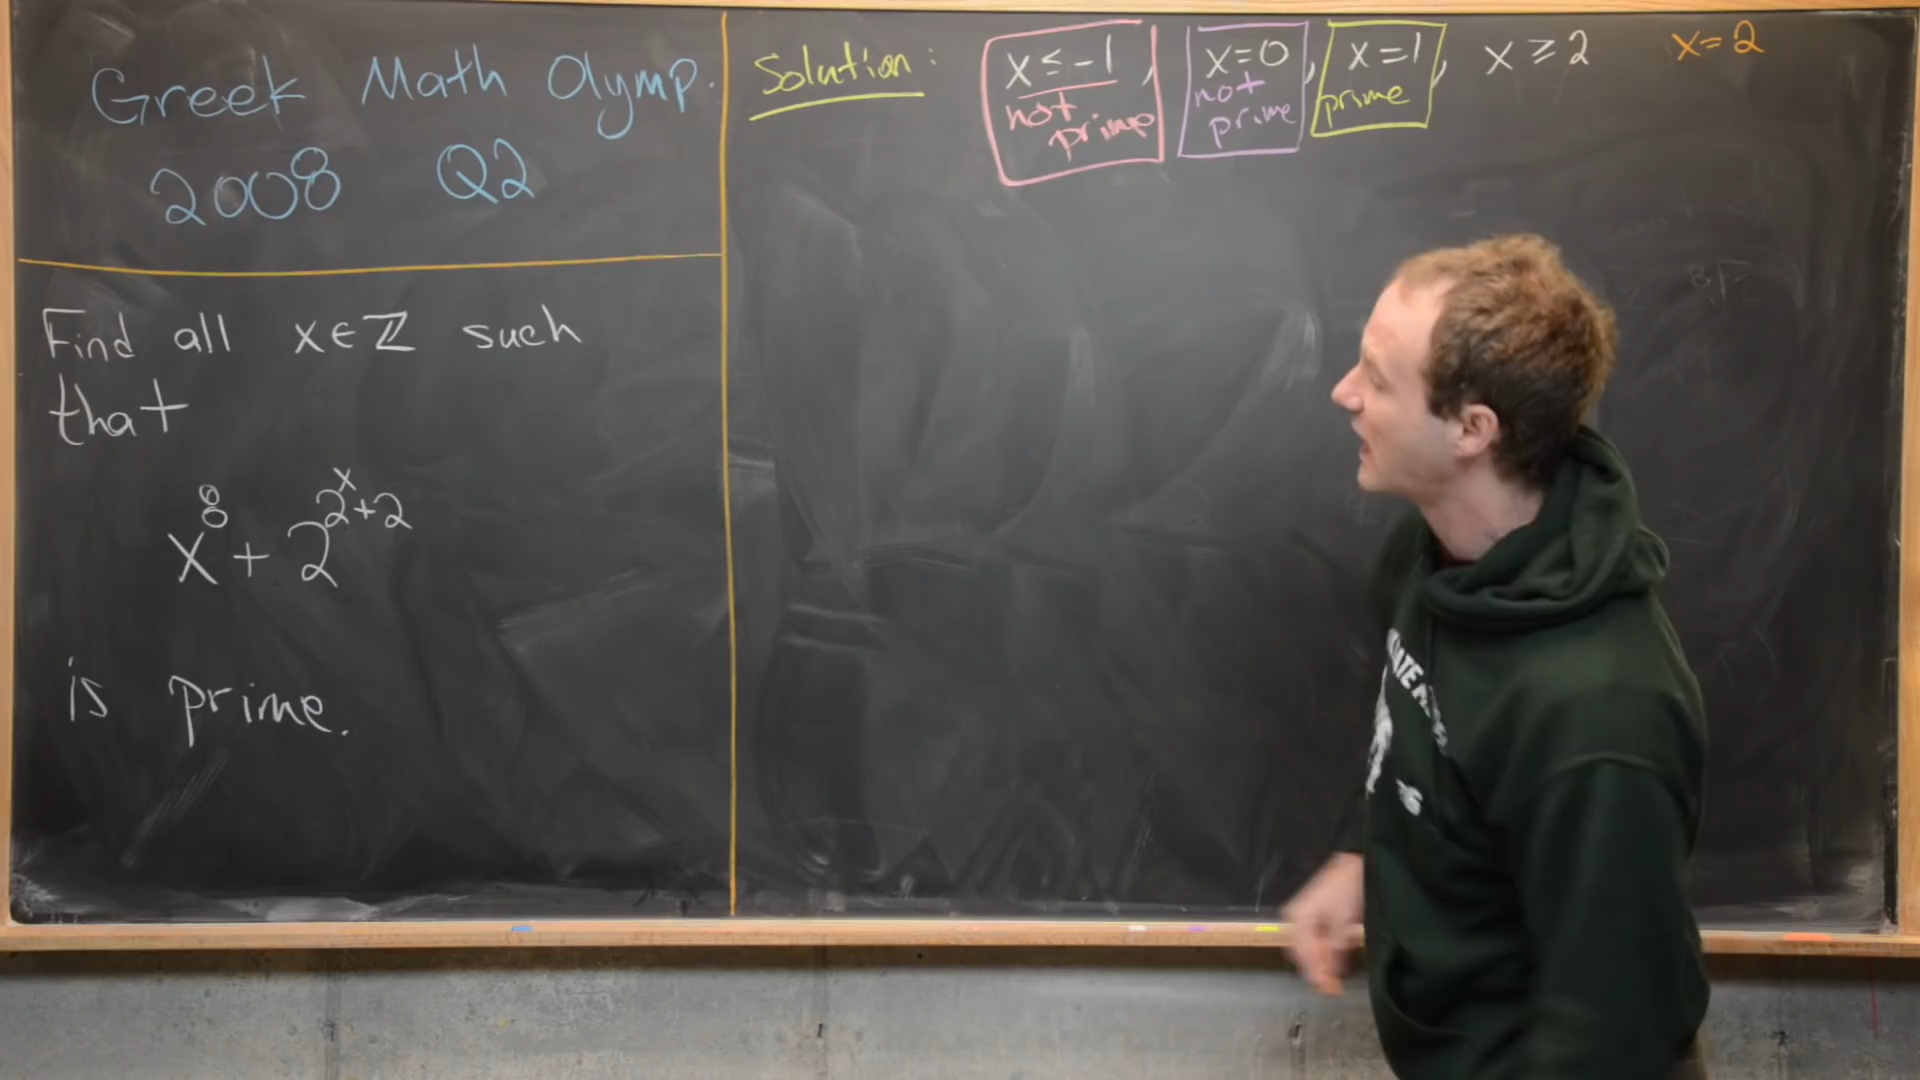 Greek Math Olymp.
2008 Q2
Find all x∈ℤ such
that
x^8 + 2^{2^x+2}
is prime.
Solution: x ≤ -1, x=0, x=1, x ≥ 2 x=2
not prime
not prime
prime